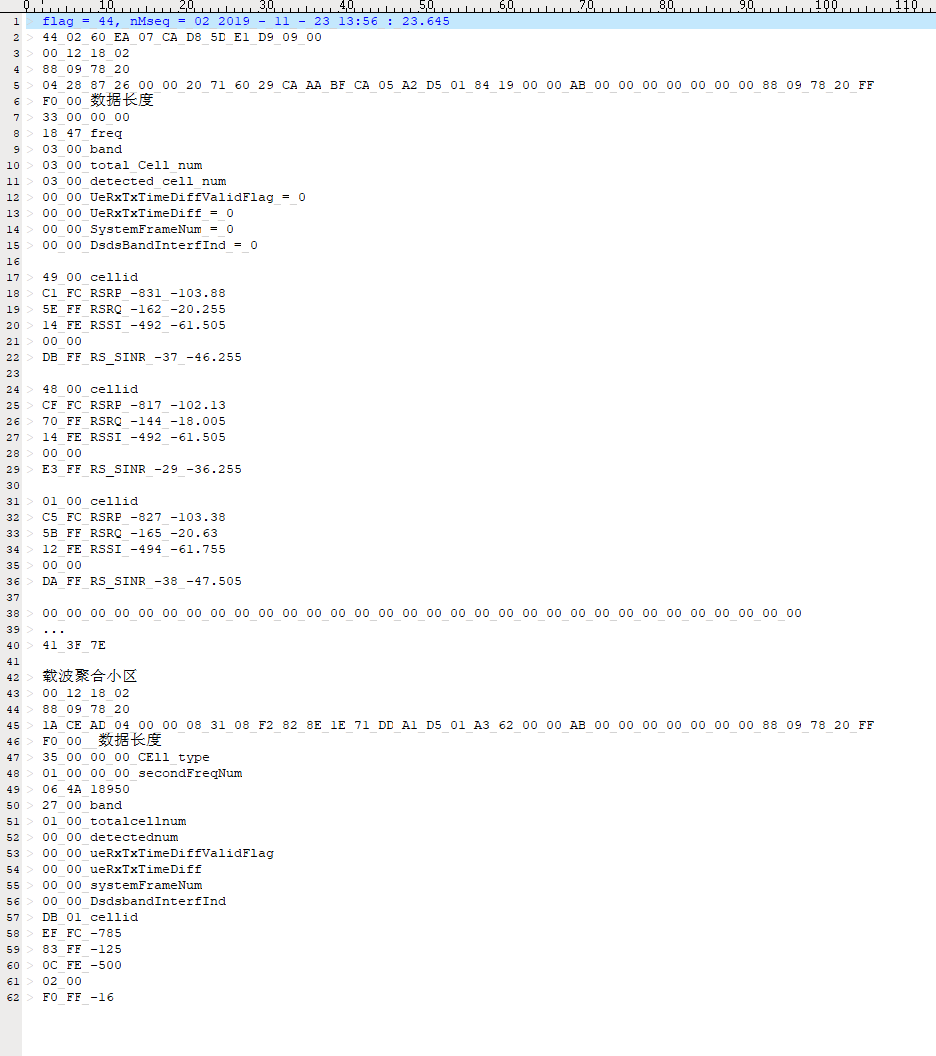 0 10 20 30 40 50 60 70 80 90 100 110
1 flag = 44, nMseq = 02 2019 - 11 - 23 13:56 : 23.645
2 44 02 60 EA 07 CA D8 5D E1 D9 09 00
3 00 12 18 02
4 88 09 78 20
5 04 28 87 26 00 00 20 71 60 29 CA AA BF CA 05 A2 D5 01 84 19 00 00 AB 00 00 00 00 00 00 00 88 09 78 20 FF
6 F0 00 数据长度
7 33 00 00 00
8 18 47 freq
9 03 00 band
10 03 00 total_Cell_num
11 03 00 detected_cell_num
12 00 00 UeRxTxTimeDiffValidFlag = 0
13 00 00 UeRxTxTimeDiff = 0
14 00 00 SystemFrameNum = 0
15 00 00 DsdsBandInterfInd = 0
16
17 49 00 cellid
18 C1 FC RSRP -831 -103.88
19 5E FF RSRQ -162 -20.255
20 14 FE RSSI -492 -61.505
21 00 00
22 DB FF RS_SINR -37 -46.255
23
24 48 00 cellid
25 CF FC RSRP -817 -102.13
26 70 FF RSRQ -144 -18.005
27 14 FE RSSI -492 -61.505
28 00 00
29 E3 FF RS_SINR -29 -36.255
30
31 01 00 cellid
32 C5 FC RSRP -827 -103.38
33 5B FF RSRQ -165 -20.63
34 12 FE RSSI -494 -61.755
35 00 00
36 DA FF RS_SINR -38 -47.505
37
38 00 00 00 00 00 00 00 00 00 00 00 00 00 00 00 00 00 00 00 00 00 00 00 00 00 00 00 00 00 00 00 00
39 ...
40 41 3F 7E
41
42 载波聚合小区
43 00 12 18 02
44 88 09 78 20
45 1A CE AD 04 00 00 08 31 08 F2 82 8E 1E 71 DD A1 D5 01 A3 62 00 00 AB 00 00 00 00 00 00 00 88 09 78 20 FF
46 F0 00 数据长度
47 35 00 00 00 CEll_type
48 01 00 00 00 secondFreqNum
49 06 4A 18950
50 27 00 band
51 01 00 totalcellnum
52 00 00 detectednum
53 00 00 ueRxTxTimeDiffValidFlag
54 00 00 ueRxTxTimeDiff
55 00 00 systemFrameNum
56 00 00 DsdsbandInterfInd
57 DB 01 cellid
58 EF FC -785
59 83 FF -125
60 0C FE -500
61 02 00
62 F0 FF -16